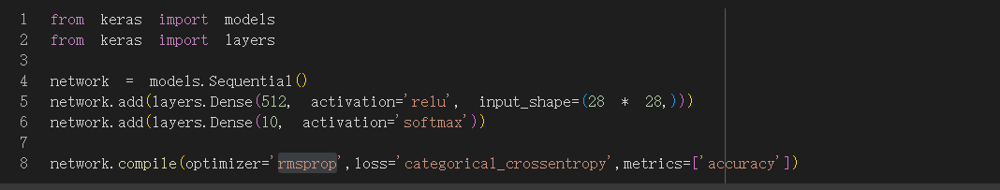 1 from keras import models
2 from keras import layers
3
4 network = models.Sequential()
5 network.add(layers.Dense(512, activation='relu', input_shape=(28 * 28,)))
6 network.add(layers.Dense(10, activation='softmax'))
7
8 network.compile(optimizer='rmsprop',loss='categorical_crossentropy',metrics=['accuracy'])